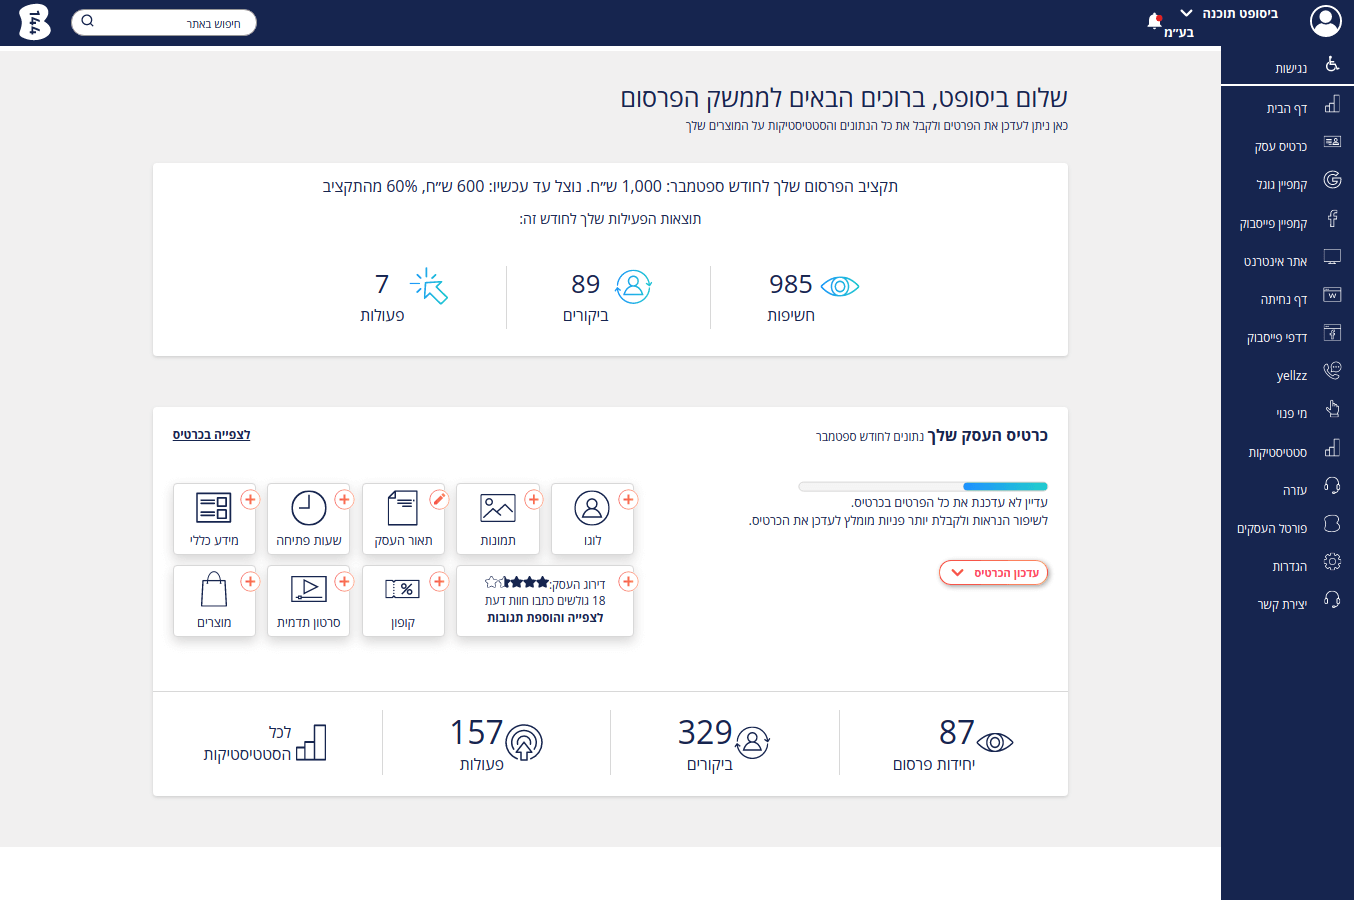 ביסופט תוכנה
בע״מ
חיפוש באתר
144
נגישות
דף הבית
כרטיס עסק
קמפיין גוגל
קמפיין פייסבוק
אתר אינטרנט
דף נחיתה
דדפי פייסבוק
yellzz
מי פנוי
סטטיסטיקות
עזרה
פורטל העסקים
הגדרות
יצירת קשר
שלום ביסופט, ברוכים הבאים לממשק הפרסום
כאן ניתן לעדכן את הפרטים ולקבל את כל הנתונים והסטטיסטיקות על המוצרים שלך
תקציב הפרסום שלך לחודש ספטמבר: 1,000 ש״ח. נוצל עד עכשיו: 600 ש״ח, 60% מהתקציב
תוצאות הפעילות שלך לחודש זה:
985
חשיפות
89
ביקורים
7
פעולות
כרטיס העסק שלך נתונים לחודש ספטמבר
לצפייה בכרטיס
עדיין לא עדכנת את כל הפרטים בכרטיס.
לשיפור הנראות ולקבלת יותר פניות מומלץ לעדכן את הכרטיס.
עדכון הכרטיס
לוגו
תמונות
תאור העסק
שעות פתיחה
מידע כללי
דירוג העסק:
18 גולשים כתבו חוות דעת
לצפייה והוספת תגובות
קופון
סרטון תדמית
מוצרים
87
יחידות פרסום
329
ביקורים
157
פעולות
לכל
הסטטיסטיקות